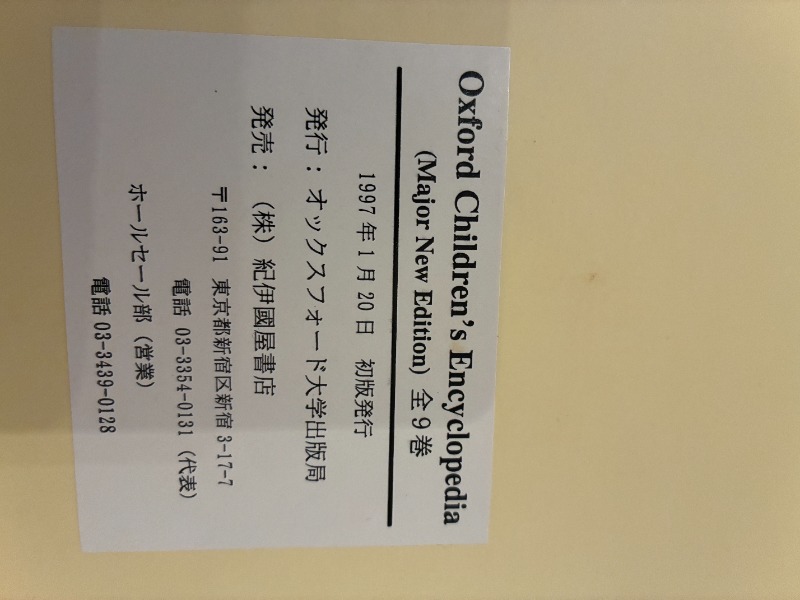 Oxford Children's Encyclopedia
(Major New Edition) 全9巻
1997年1月20日 初版発行
発行：オックスフォード大学出版局
発売：（株）紀伊國屋書店
〒163-91 東京都新宿区新宿3-17-7
電話 03-3354-0131（代表）
ホールセール部（営業）
電話 03-3439-0128